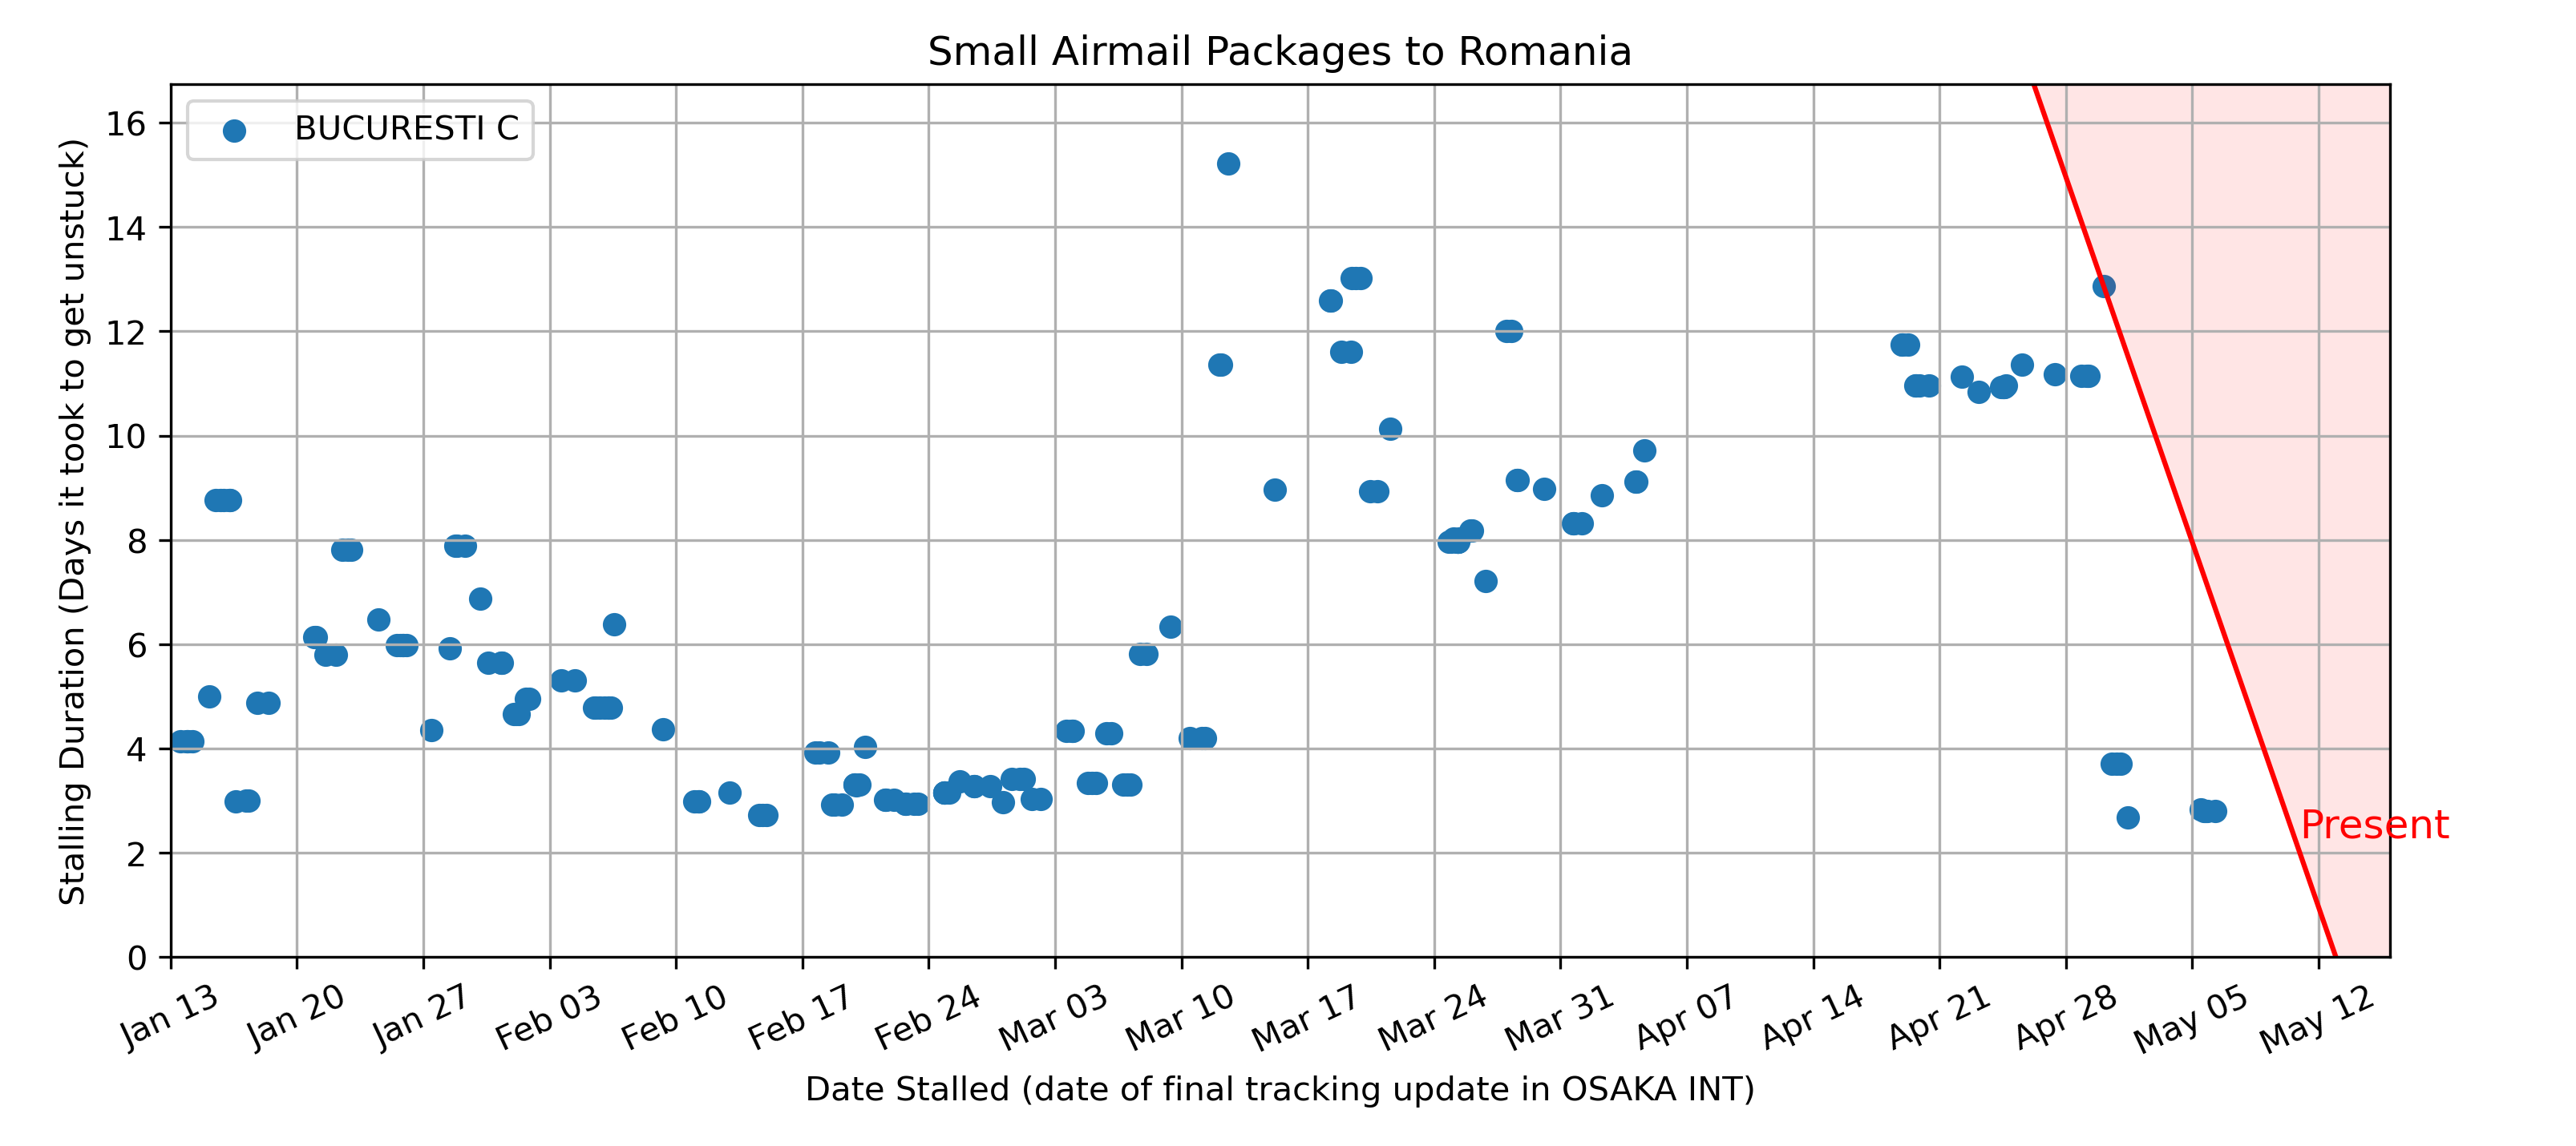 Small Airmail Packages to Romania
BUCURESTI C
Stalling Duration (Days it took to get unstuck)
16
14
12
10
8
6
4
2
0
Present
Jan 13
Jan 20
Jan 27
Feb 03
Feb 10
Feb 17
Feb 24
Mar 03
Mar 10
Mar 17
Mar 24
Mar 31
Apr 07
Apr 14
Apr 21
Apr 28
May 05
May 12
Date Stalled (date of final tracking update in OSAKA INT)